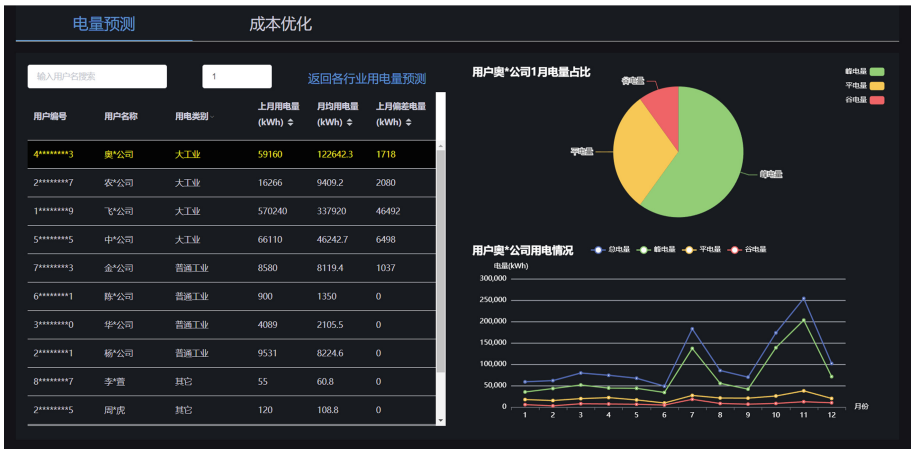 电量预测 成本优化
输入用户名搜索 1 返回各行业用电量预测
用户编号 用户名称 用电类别 上月用电量 月均用电量 上月偏差电量
(kWh) (kWh) (kWh)
4********3 奥*公司 大工业 59160 122642.3 1718
2********7 农*公司 大工业 16266 9409.2 2080
1********9 飞*公司 大工业 570240 337920 46492
5********5 中*公司 大工业 66110 46242.7 6498
7********3 金*公司 普通工业 8580 8119.4 1037
6********1 陈*公司 普通工业 900 1350 0
3********0 华*公司 普通工业 4089 2105.5 0
2********1 杨*公司 普通工业 9531 8224.6 0
8********7 李*萱 其它 55 60.8 0
2********5 周*虎 其它 120 108.8 0
用户奥*公司1月电量占比
峰电量
平电量
谷电量
谷电量
平电量
峰电量
用户奥*公司用电情况 总电量 峰电量 平电量 谷电量
电量(kWh)
300,000
250,000
200,000
150,000
100,000
50,000
0
1 2 3 4 5 6 7 8 9 10 11 12 月份